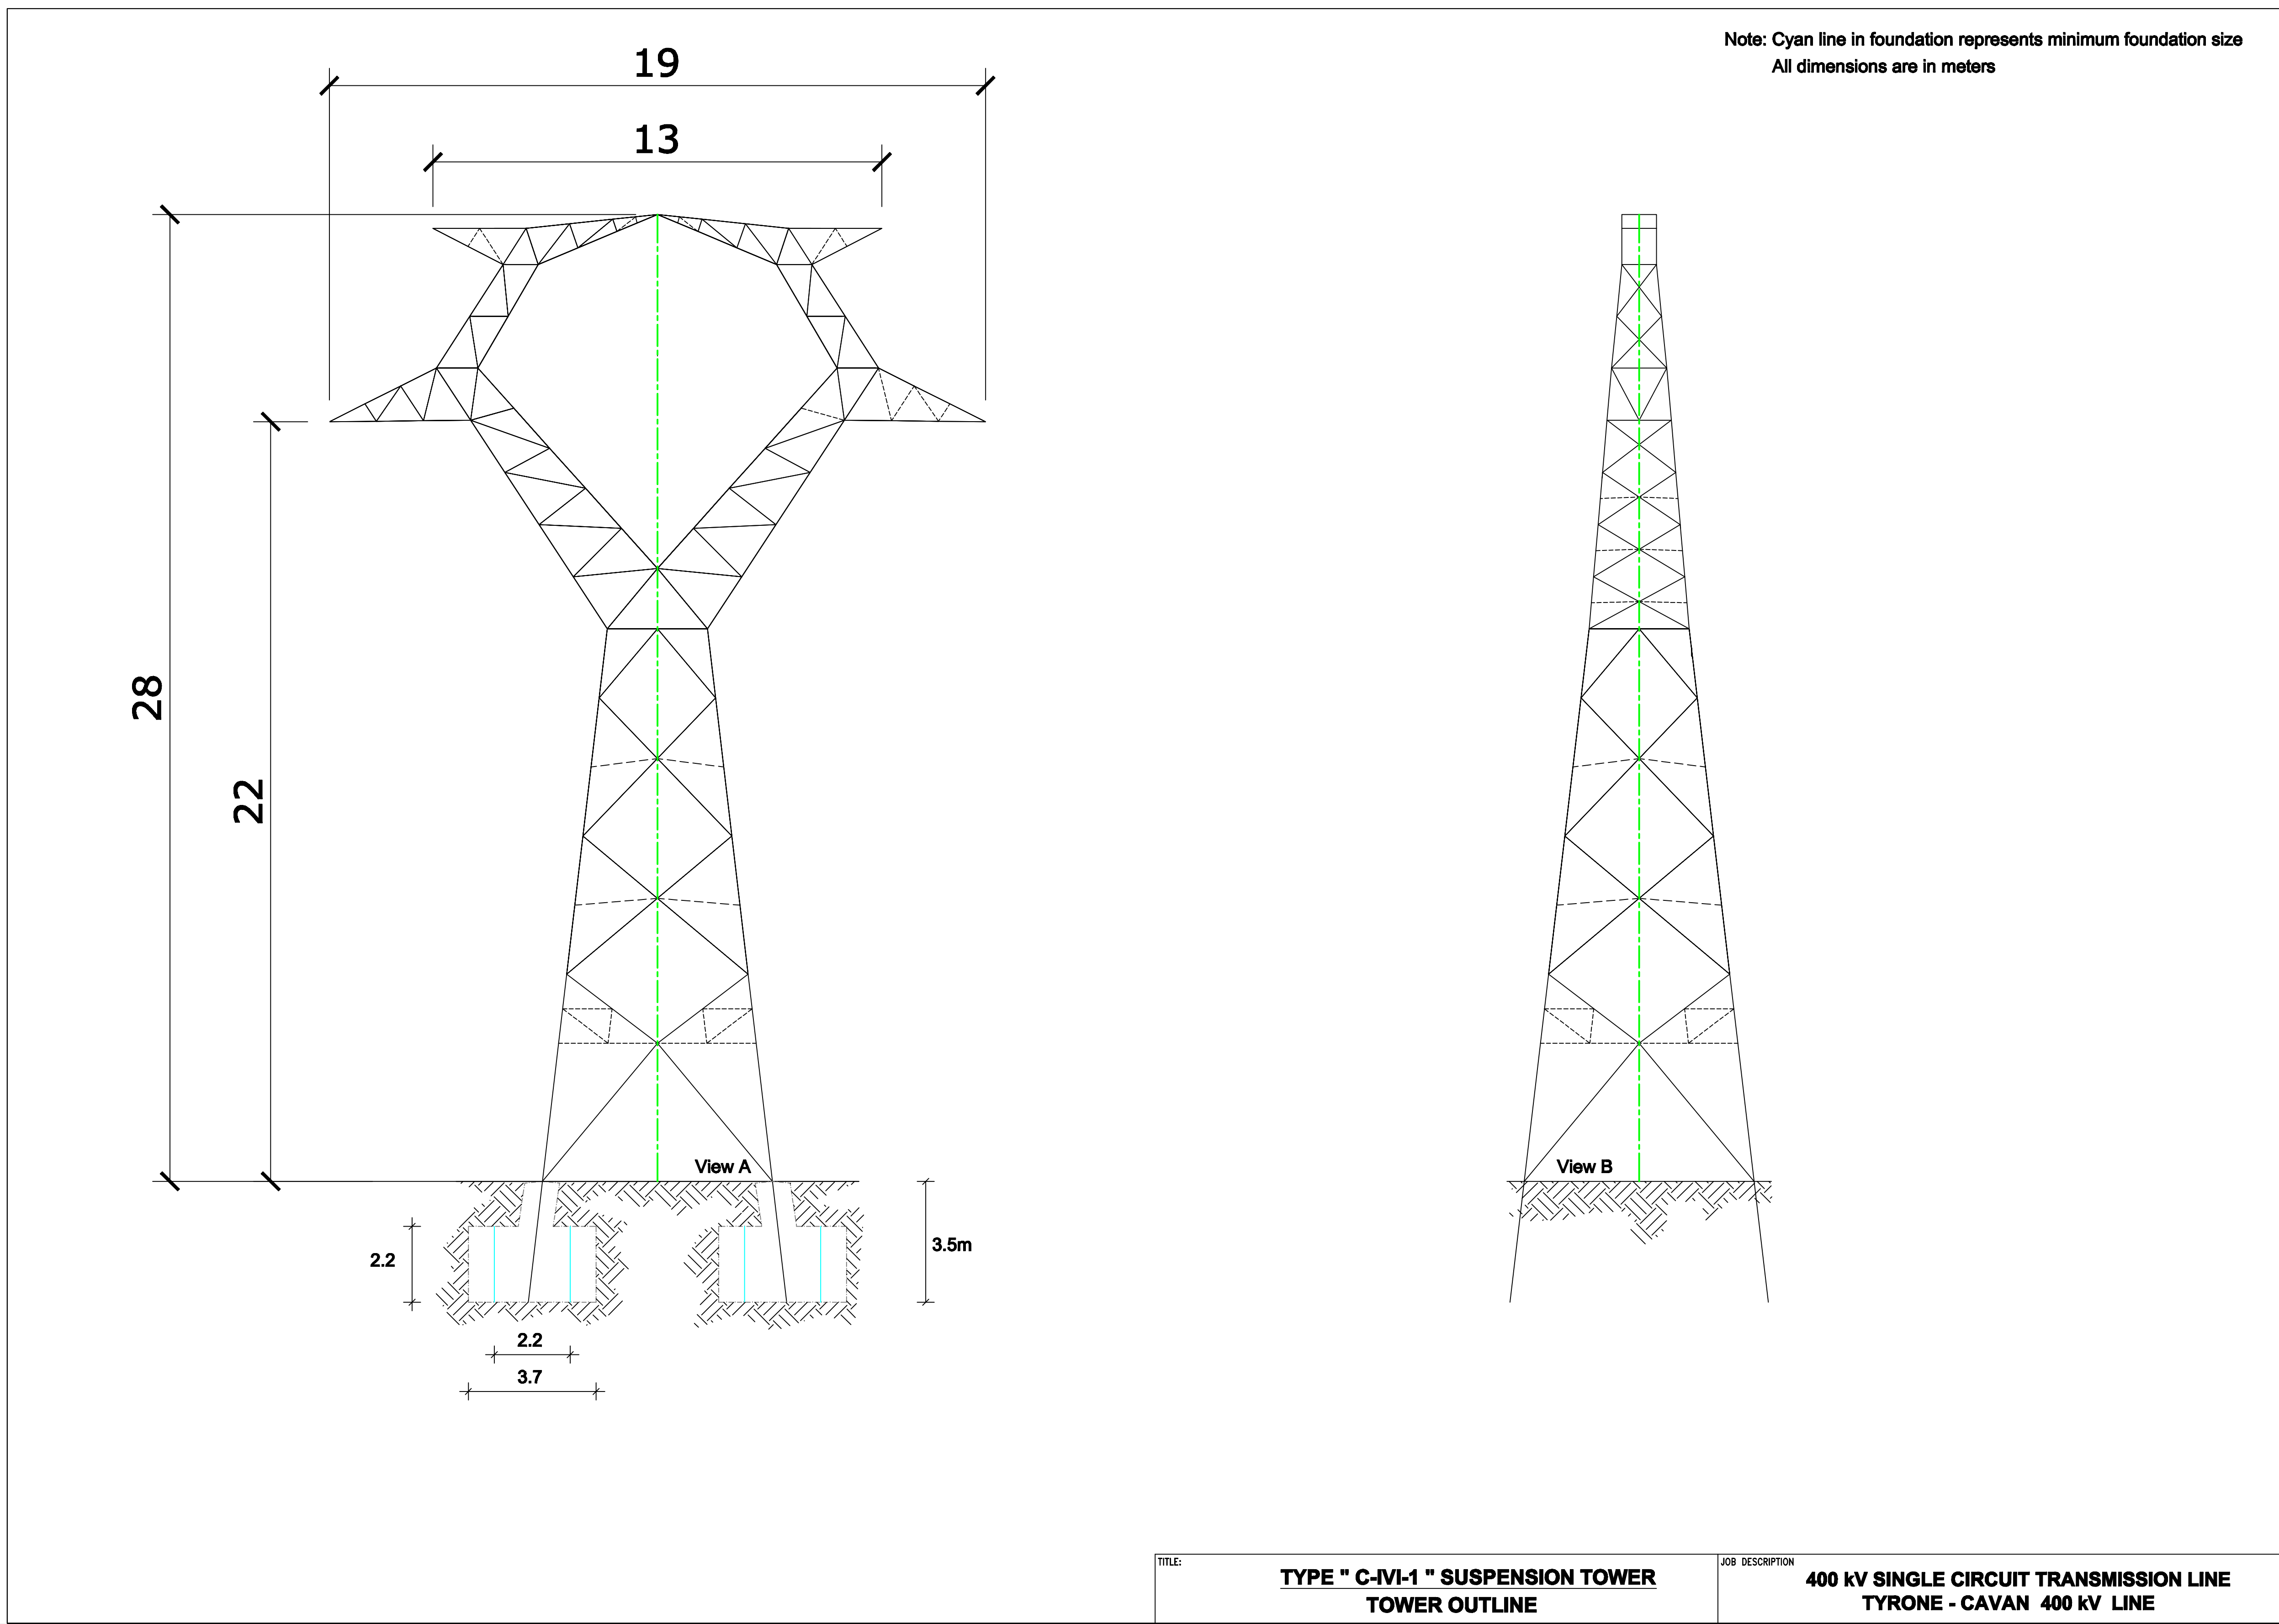 Note: Cyan line in foundation represents minimum foundation size
All dimensions are in meters
19
13
28
22
View A
View B
2.2
3.5m
2.2
3.7
TITLE:
TYPE " C-IVI-1 " SUSPENSION TOWER
TOWER OUTLINE
JOB DESCRIPTION
400 kV SINGLE CIRCUIT TRANSMISSION LINE
TYRONE - CAVAN 400 kV LINE